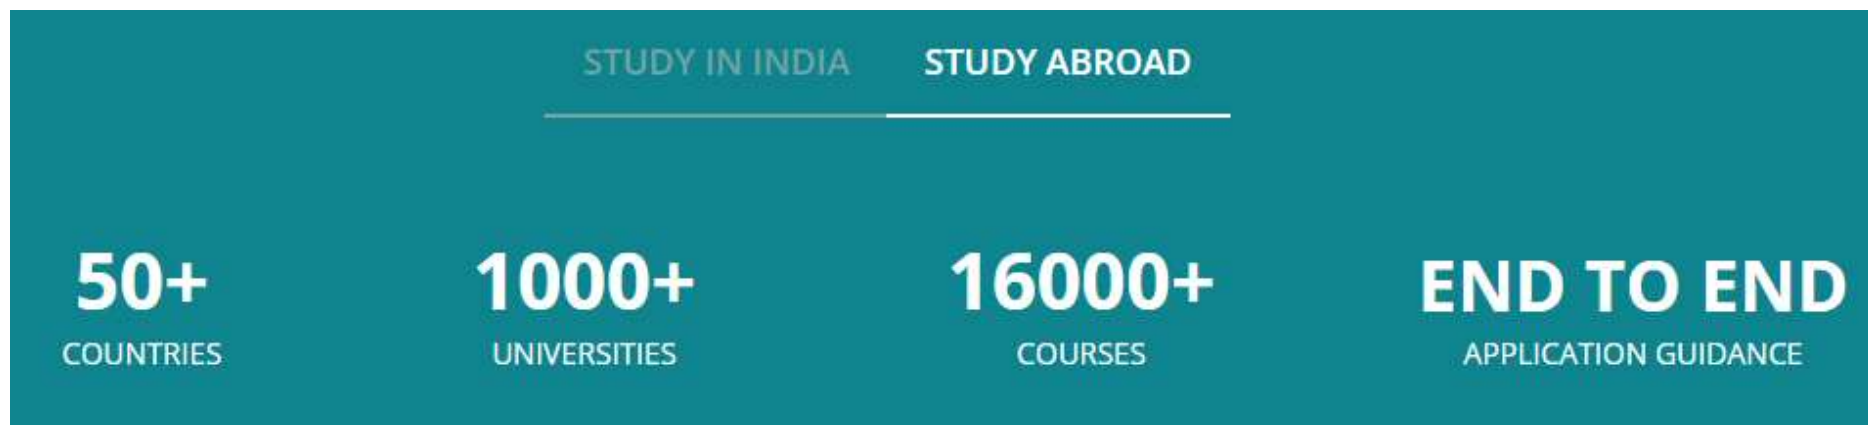 STUDY IN INDIA STUDY ABROAD
50+ 1000+ 16000+ END TO END
COUNTRIES UNIVERSITIES COURSES APPLICATION GUIDANCE